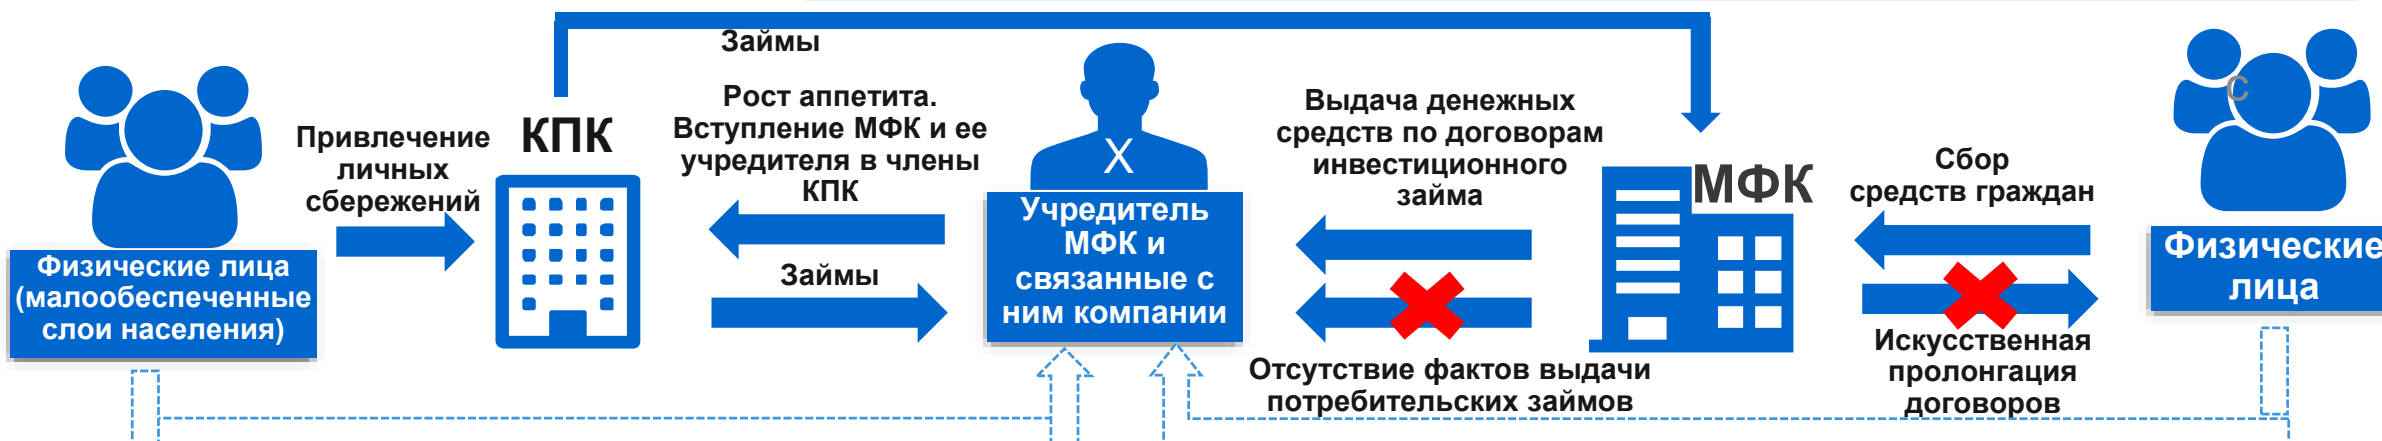 Займы
Рост аппетита.
Вступление МФК и ее
учредителя в члены
КПК
Привлечение
личных
сбережений
КПК
Х
Выдача денежных
средств по договорам
инвестиционного
займа
МФК
Сбор
средств граждан
С
Физические лица
(малообеспеченные
слои населения)
Займы
Учредитель
МФК и
связанные с
ним компании
Отсутствие фактов выдачи
потребительских займов
Искусственная
пролонгация
договоров
Физические
лица